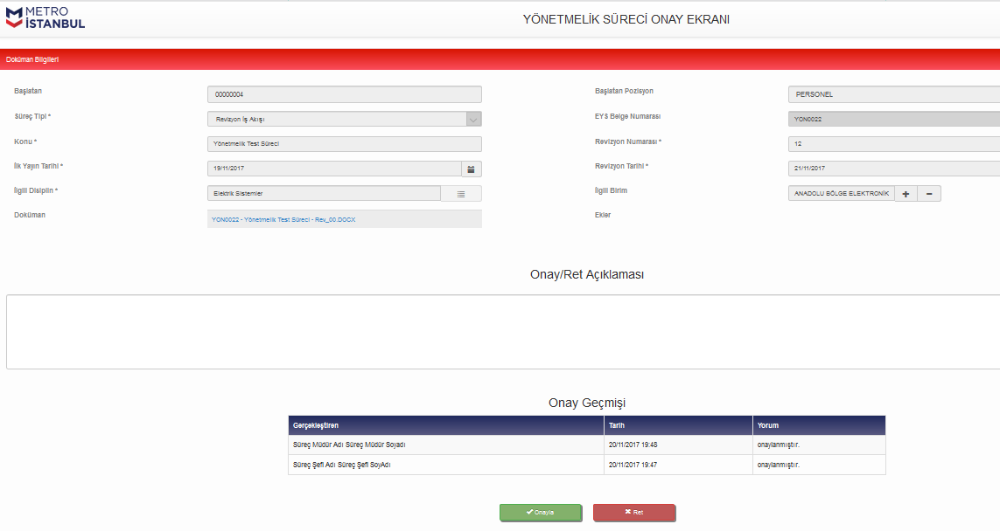 METRO
İSTANBUL
YÖNETMELİK SÜRECİ ONAY EKRANI
Doküman Bilgileri
Başlatan
00000004
Başlatan Pozisyon
PERSONEL
Süreç Tipi *
Revizyon İş Akışı
EYS Belge Numarası
YON0022
Konu *
Yönetmelik Test Süreci
Revizyon Numarası *
12
İlk Yayın Tarihi *
19/11/2017
Revizyon Tarihi *
21/11/2017
İlgili Disiplin *
Elektrik Sistemler
İlgili Birim
ANADOLU BÖLGE ELEKTRONİK
Doküman
YON0022 - Yönetmelik Test Süreci - Rev_00.DOCX
Ekler
Onay/Ret Açıklaması
Onay Geçmişi
Gerçekleştiren Tarih Yorum
Süreç Müdür Adı Süreç Müdür Soyadı 20/11/2017 19:48 onaylanmıştır.
Süreç Şefi Adı Süreç Şefi SoyAdı 20/11/2017 19:47 onaylanmıştır.
Onayla
Ret